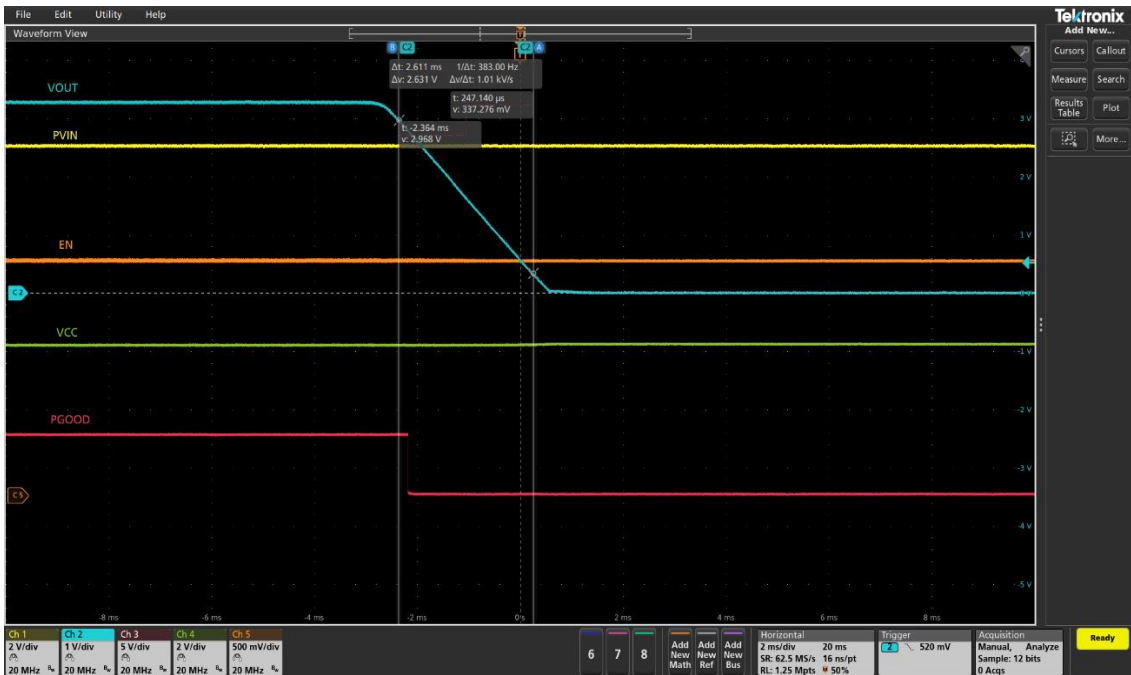 File Edit Utility Help
Tektronix
Waveform View
Add New...
U
B C2 C2 A
Cursors Callout
Δt: 2.611 ms 1/Δt: 383.00 Hz
Δv: 2.631 V Δv/Δt: 1.01 kV/s
Measure Search
VOUT
t: 247.140 μs
v: 337.276 mV
Results Table Plot
3 V
t: -2.364 ms
v: 2.968 V
PVIN
More...
2 V
1 V
EN
C2
0 V
VCC
-1 V
-2 V
PGOOD
-3 V
C5
-4 V
-5 V
-8 ms -6 ms -4 ms -2 ms 0 s 2 ms 4 ms 6 ms 8 ms
Ch 1 Ch 2 Ch 3 Ch 4 Ch 5 Horizontal Trigger Acquisition Ready
2 V/div 1 V/div 5 V/div 2 V/div 500 mV/div 6 7 8 Add New Math Add New Ref Add New Bus 2 ms/div 20 ms 2 520 mV Manual, Analyze
SR: 62.5 MS/s 16 ns/pt Sample: 12 bits
20 MHz Bw 20 MHz Bw 20 MHz Bw 20 MHz Bw 20 MHz Bw RL: 1.25 Mpts 50% 0 Acqs